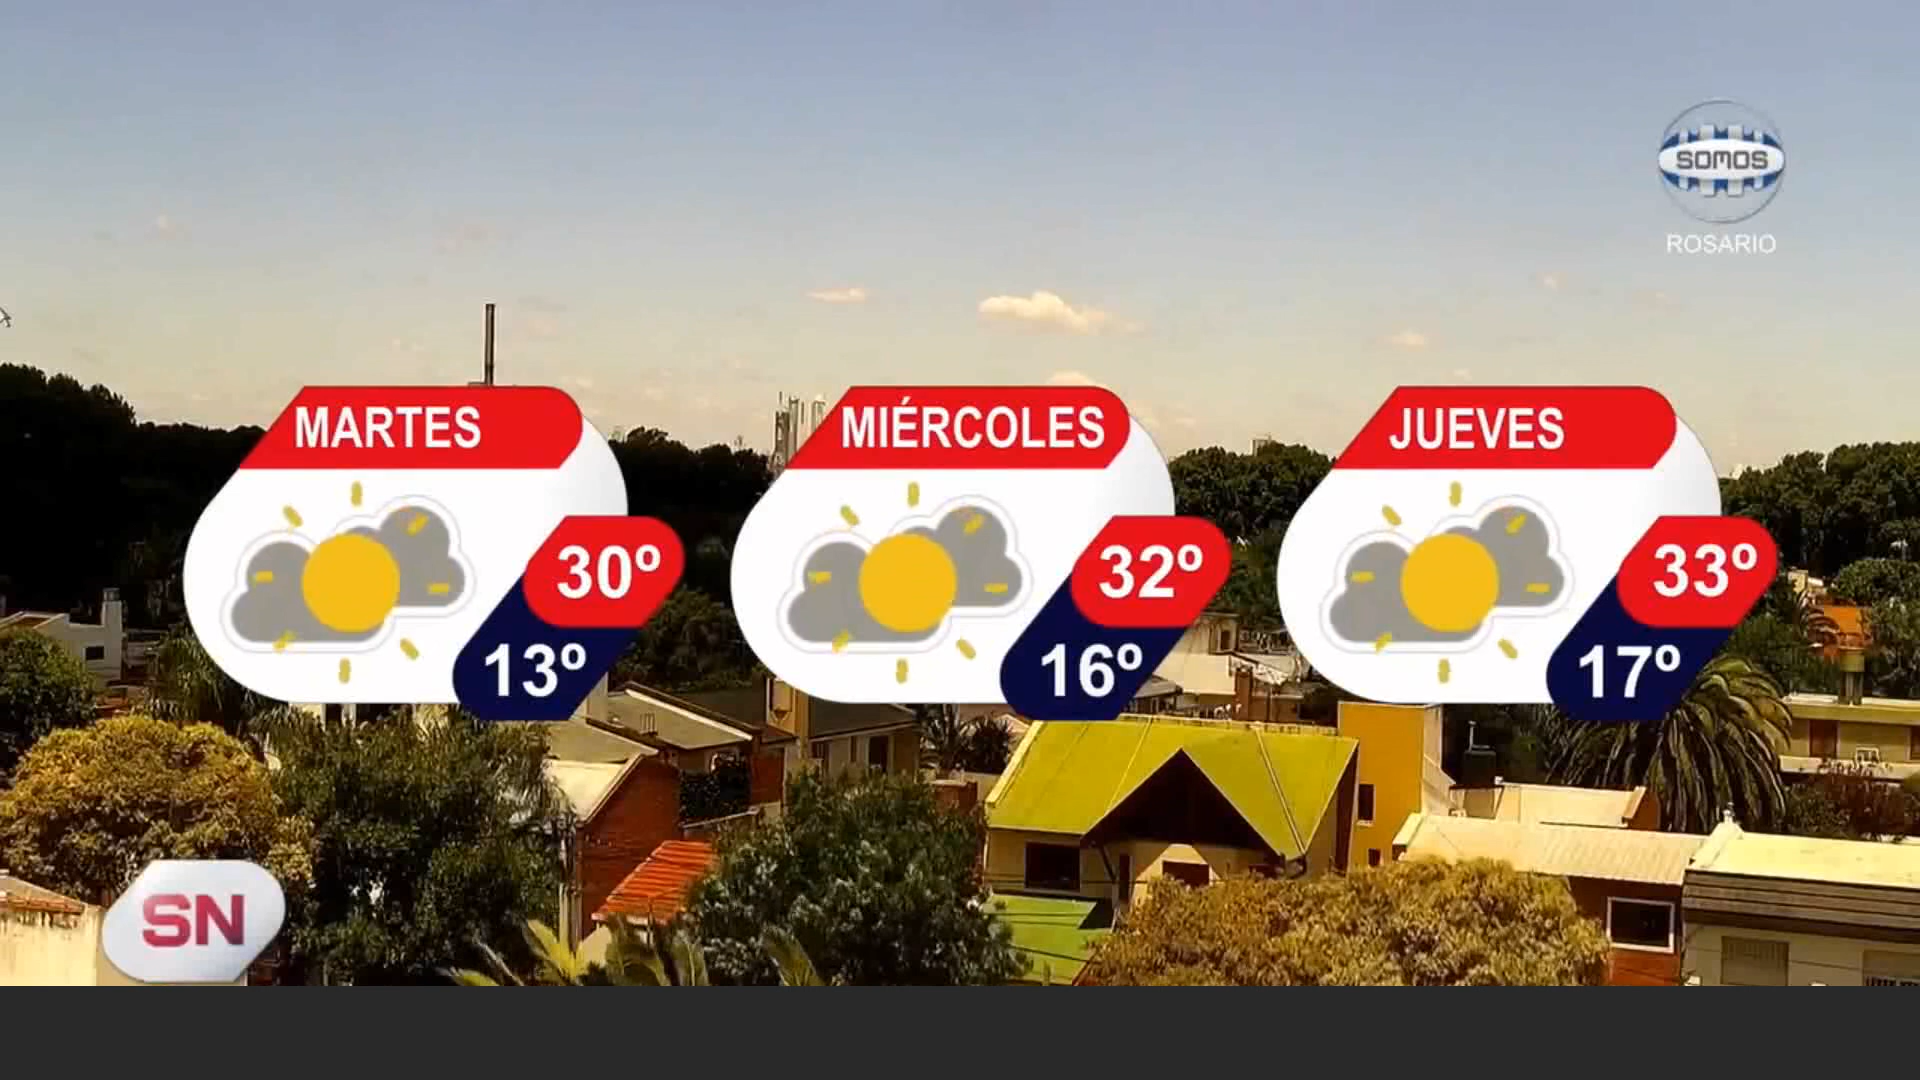 SOMOS
ROSARIO
MARTES
30º
13º
MIÉRCOLES
32º
16º
JUEVES
33º
17º
SN